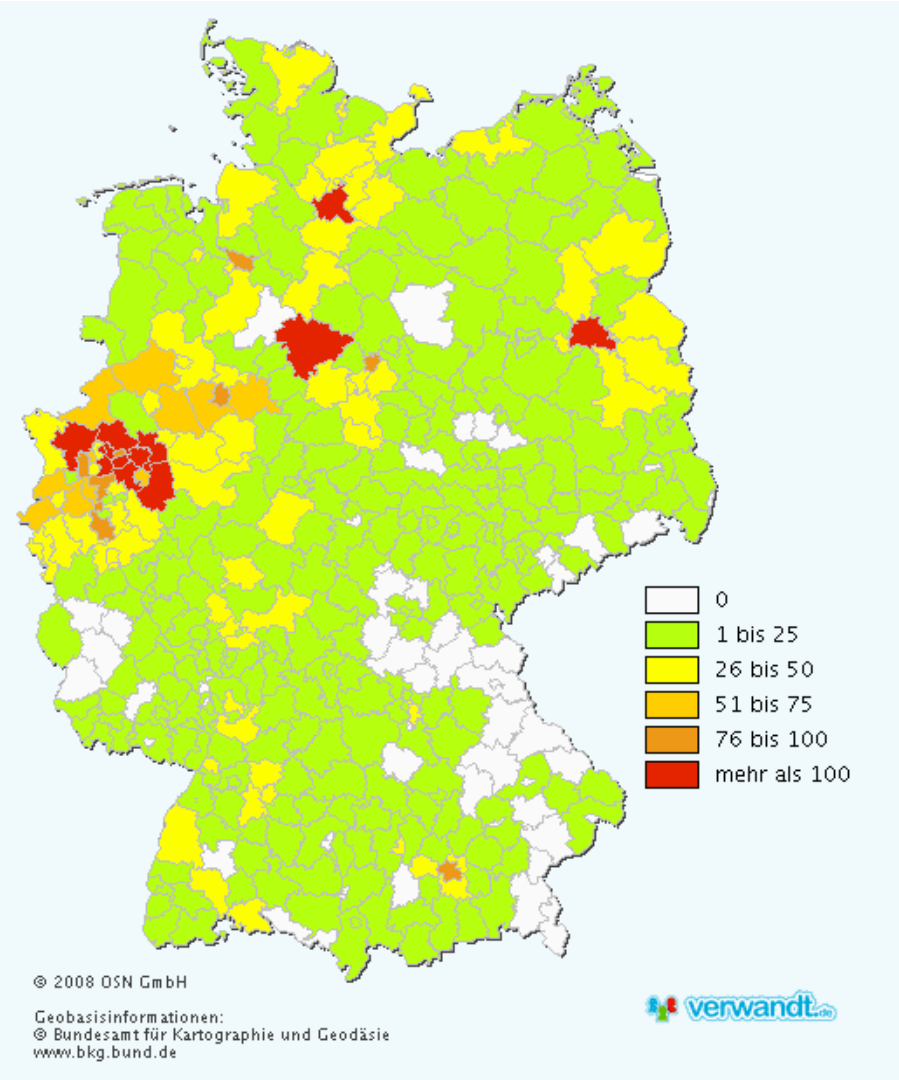 0
1 bis 25
26 bis 50
51 bis 75
76 bis 100
mehr als 100
© 2008 OSN GmbH
Geobasisinformationen:
© Bundesamt für Kartographie und Geodäsie
www.bkg.bund.de
verwandt.de